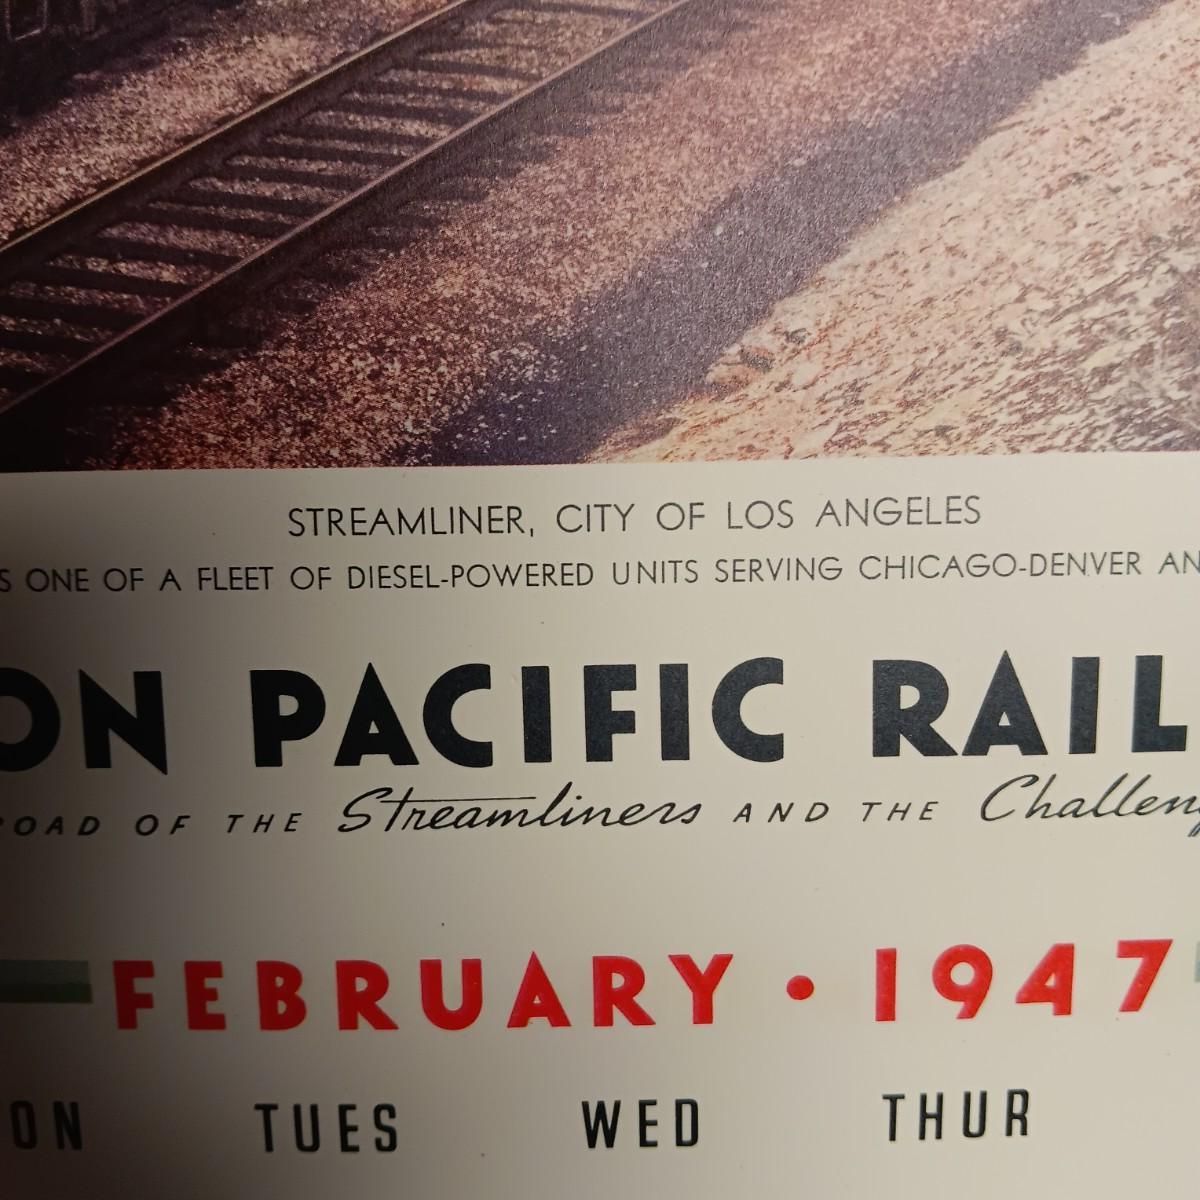 STREAMLINER, CITY OF LOS ANGELES
S ONE OF A FLEET OF DIESEL-POWERED UNITS SERVING CHICAGO-DENVER AN
ON PACIFIC RAIL
OAD OF THE Streamliners AND THE Challeng
FEBRUARY • 1947
ON TUES WED THUR